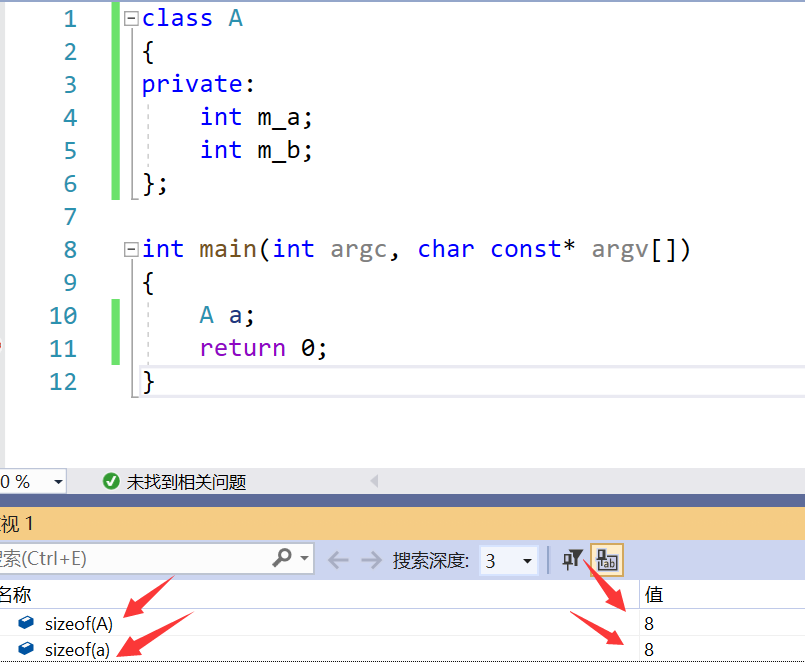 1 class A
2 {
3 private:
4 int m_a;
5 int m_b;
6 };
7
8 int main(int argc, char const* argv[])
9 {
10 A a;
11 return 0;
12 }
0 % 未找到相关问题
视 1
索(Ctrl+E) 搜索深度: 3
名称 值
sizeof(A) 8
sizeof(a) 8